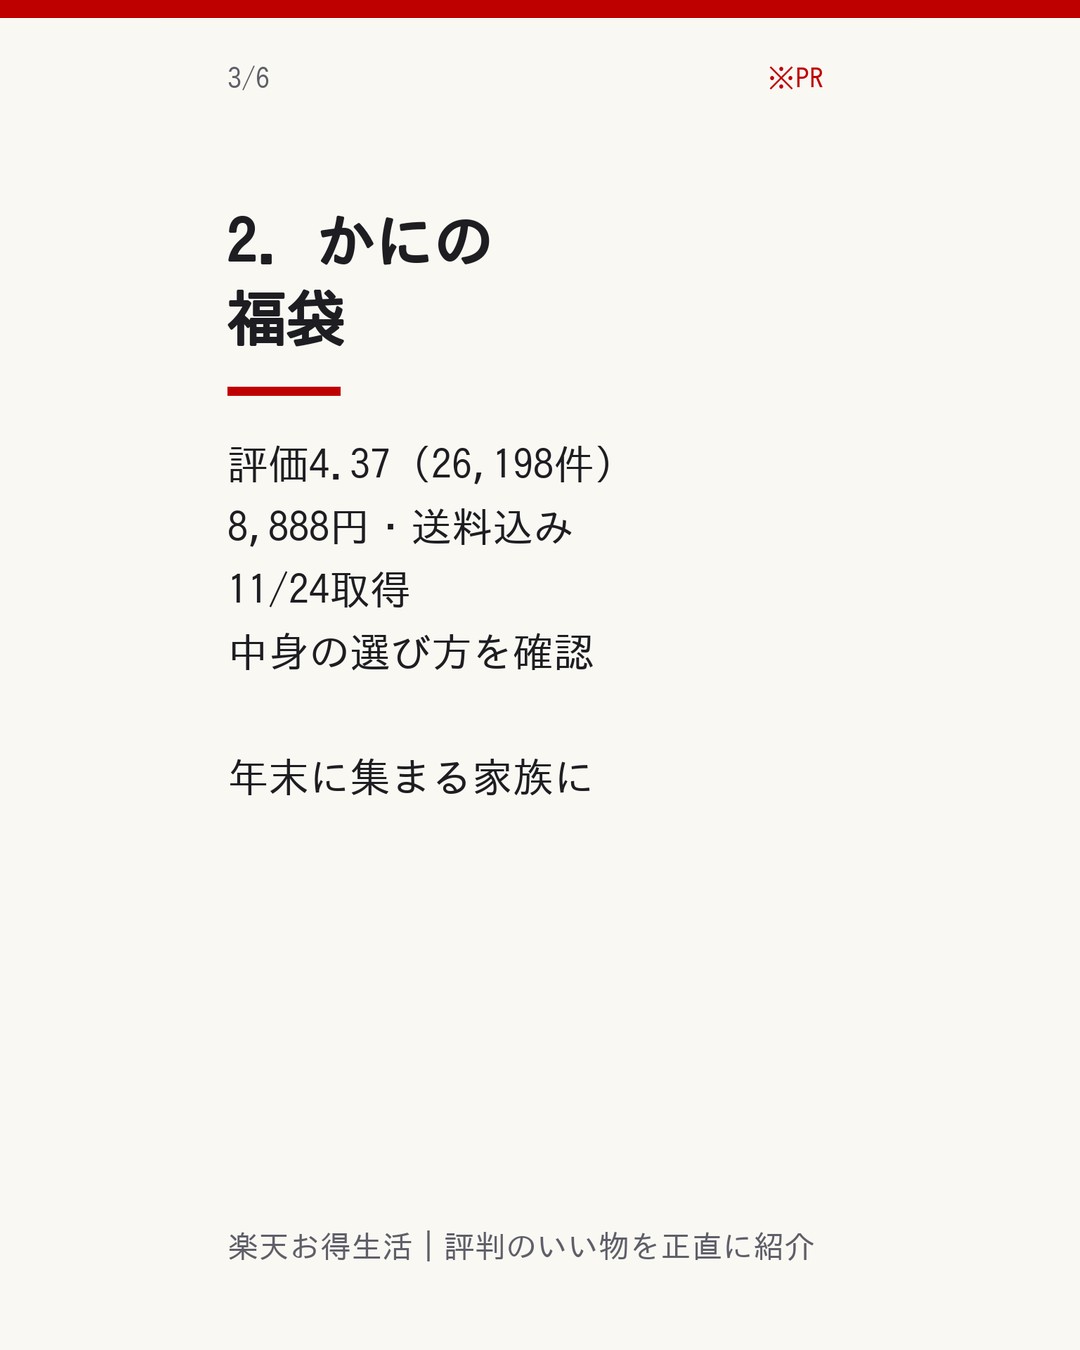 3/6
※PR
2. かにの
福袋
評価4.37（26,198件）
8,888円・送料込み
11/24取得
中身の選び方を確認
年末に集まる家族に
楽天お得生活｜評判のいい物を正直に紹介